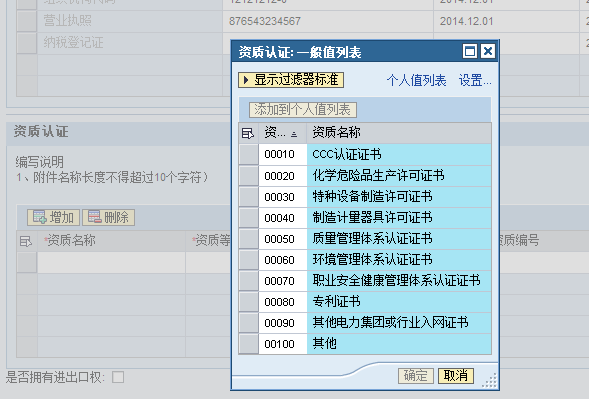 1212121240
2014.12.01
营业执照 876543234567 2014.12.01
纳税登记证
资质认证
编写说明
1、附件名称长度不得超过10个字符）
增加 删除
*资质名称 *资质等 资质编号
是否拥有进出口权:
资质认证: 一般值列表
显示过滤器标准 个人值列表 设置...
添加到个人值列表
资... 资质名称
00010 CCC认证证书
00020 化学危险品生产许可证书
00030 特种设备制造许可证书
00040 制造计量器具许可证书
00050 质量管理体系认证证书
00060 环境管理体系认证证书
00070 职业安全健康管理体系认证证书
00080 专利证书
00090 其他电力集团或行业入网证书
00100 其他
确定 取消